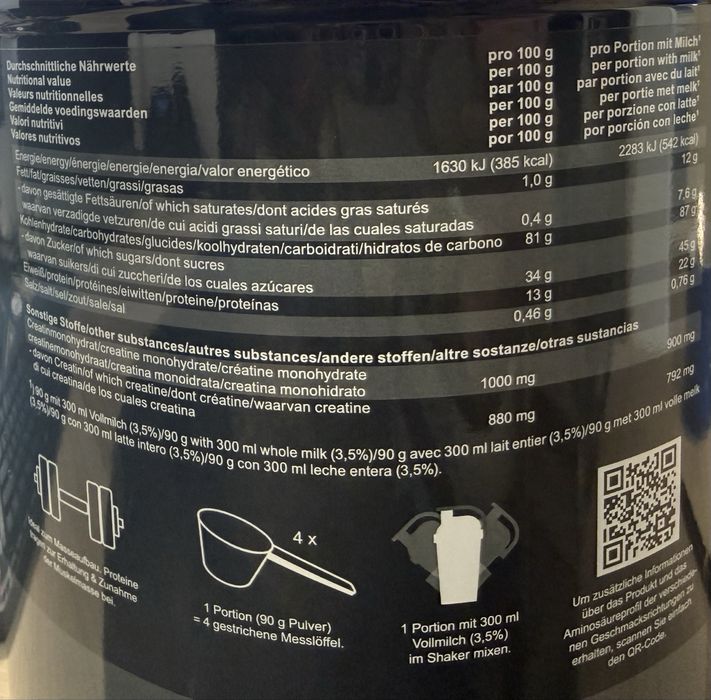 Durchschnittliche Nährwerte
Nutritional value
Valeurs nutritionnelles
Gemiddelde voedingswaarden
Valori nutritivi
Valores nutritivos
pro 100 g
per 100 g
par 100 g
per 100 g
per 100 g
por 100 g
pro Portion mit Milch¹
per portion with milk¹
par portion avec du lait¹
per portie met melk¹
per porzione con latte¹
por porción con leche¹
Energie/energy/énergie/energie/energia/valor energético 1630 kJ (385 kcal) 2283 kJ (542 kcal)
Fett/fat/graisses/vetten/grassi/grasas 1,0 g 12 g
- davon gesättigte Fettsäuren/of which saturates/dont acides gras saturés
waarvan verzadigde vetzuren/de cui acidi grassi saturi/de las cuales saturadas 0,4 g 7,6 g
Kohlenhydrate/carbohydrates/glucides/koolhydraten/carboidrati/hidratos de carbono 81 g 87 g
- davon Zucker/of which sugars/dont sucres
waarvan suikers/di cui zuccheri/de los cuales azúcares 34 g 45 g
Eiweiß/protein/protéines/eiwitten/proteine/proteínas 13 g 22 g
Salz/salt/sel/zout/sale/sal 0,46 g 0,76 g
Sonstige Stoffe/other substances/autres substances/andere stoffen/altre sostanze/otras sustancias
Creatinmonohydrat/creatine monohydrate/créatine monohydrate
creatinemonohydraat/creatina monoidrata/creatina monohidrato 1000 mg 900 mg
- davon Creatin/of which creatine/dont créatine/waarvan creatine
di cui creatina/de los cuales creatina 880 mg 792 mg
¹) 90 g mit 300 ml Vollmilch (3,5%)/90 g with 300 ml whole milk (3,5%)/90 g avec 300 ml lait entier (3,5%)/90 g met 300 ml volle melk
(3,5%)/90 g con 300 ml latte intero (3,5%)/90 g con 300 ml leche entera (3,5%).
Ideal zum Masseaufbau. Proteine
tragen zur Erhaltung & Zunahme
der Muskelmasse bei.
4 x
1 Portion (90 g Pulver)
= 4 gestrichene Messlöffel.
1 Portion mit 300 ml
Vollmilch (3,5%)
im Shaker mixen.
Um zusätzliche Informationen
über das Produkt und das
Aminosäureprofil der verschiede-
nen Geschmacksrichtungen zu
erhalten, scannen Sie einfach
den QR-Code.